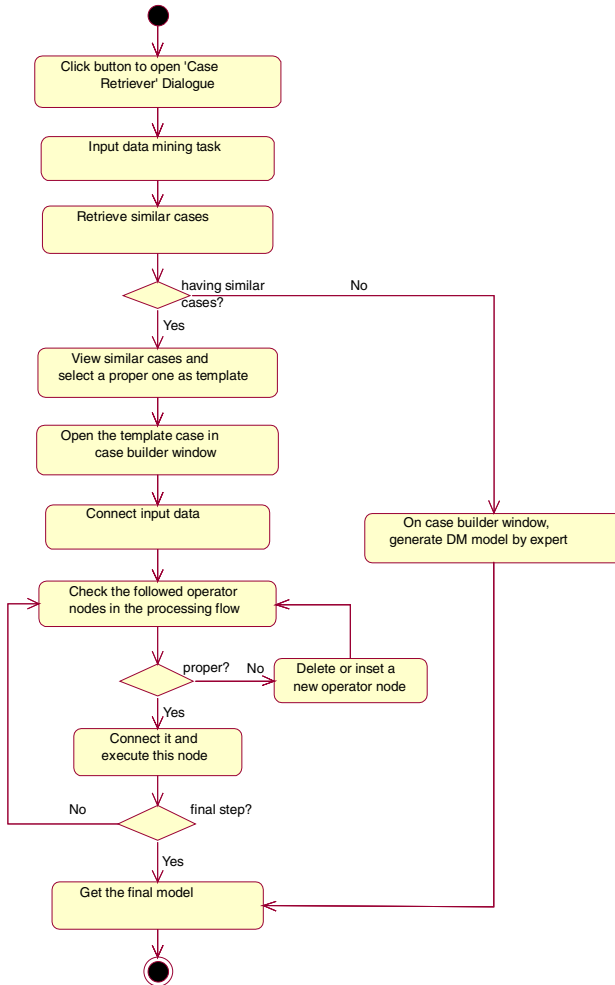 Click button to open 'Case
Retriever' Dialogue
Input data mining task
Retrieve similar cases
having similar
cases?
No
Yes
View similar cases and
select a proper one as template
Open the template case in
case builder window
Connect input data
On case builder window,
generate DM model by expert
Check the followed operator
nodes in the processing flow
proper?
No
Delete or inset a
new operator node
Yes
Connect it and
execute this node
No
final step?
Yes
Get the final model